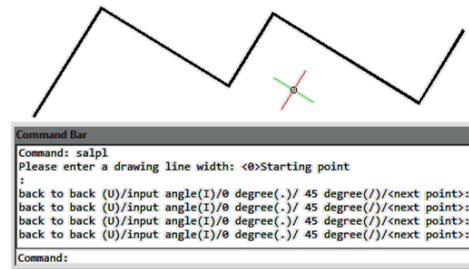 Command Bar
Command: salpl
Please enter a drawing line width: <0>Starting point
:
back to back (U)/input angle(I)/0 degree(.)/ 45 degree(/)/<next point>:
back to back (U)/input angle(I)/0 degree(.)/ 45 degree(/)/<next point>:
back to back (U)/input angle(I)/0 degree(.)/ 45 degree(/)/<next point>:
back to back (U)/input angle(I)/0 degree(.)/ 45 degree(/)/<next point>:
Command: